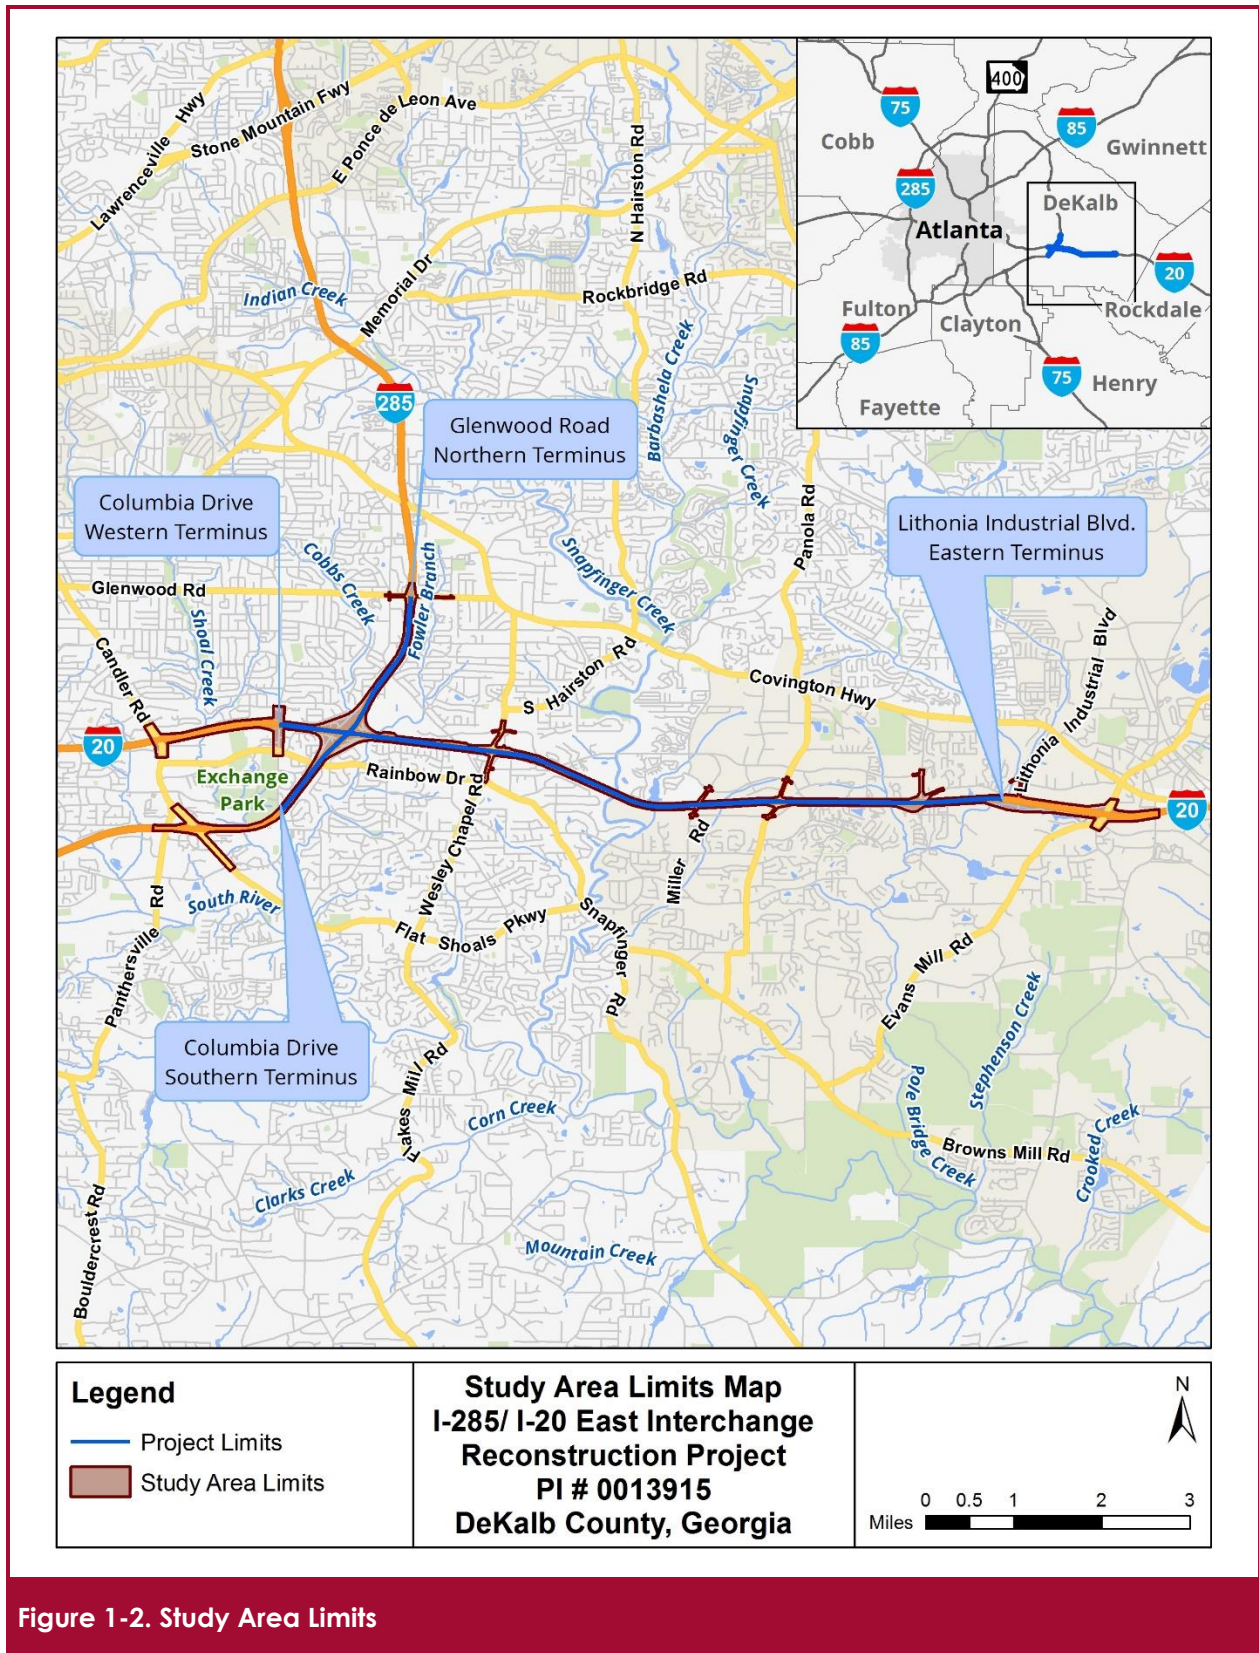 Lawrenceville Hwy
Stone Mountain Fwy
E Ponce de Leon Ave
N Hairston Rd
Indian Creek
Memorial Dr
Rockbridge Rd
Barbashela Creek
Snapfinger Creek
285
Glenwood Road
Northern Terminus
Columbia Drive
Western Terminus
Lithonia Industrial Blvd.
Eastern Terminus
Panola Rd
Cobbs Creek
Fowler Branch
Snapfinger Creek
Glenwood Rd
Shoal Creek
Candler Rd
S Hairston Rd
Covington Hwy
Lithonia Industrial Blvd
20
Exchange
Park
Rainbow Dr
Wesley Chapel Rd
Miller Rd
20
South River
Panthersville Rd
Flat Shoals Pkwy
Snapfinger Rd
Evans Mill Rd
Stephenson Creek
Columbia Drive
Southern Terminus
Flakes Mill Rd
Corn Creek
Pole Bridge Creek
Browns Mill Rd
Crooked Creek
Clarks Creek
Mountain Creek
Bouldercrest Rd
400
75
85
Cobb
Gwinnett
285
DeKalb
Atlanta
20
Fulton
Clayton
Rockdale
85
75
Henry
Fayette
Legend
Project Limits
Study Area Limits
Study Area Limits Map
I-285/ I-20 East Interchange
Reconstruction Project
PI # 0013915
DeKalb County, Georgia
N
0 0.5 1 2 3
Miles
Figure 1-2. Study Area Limits